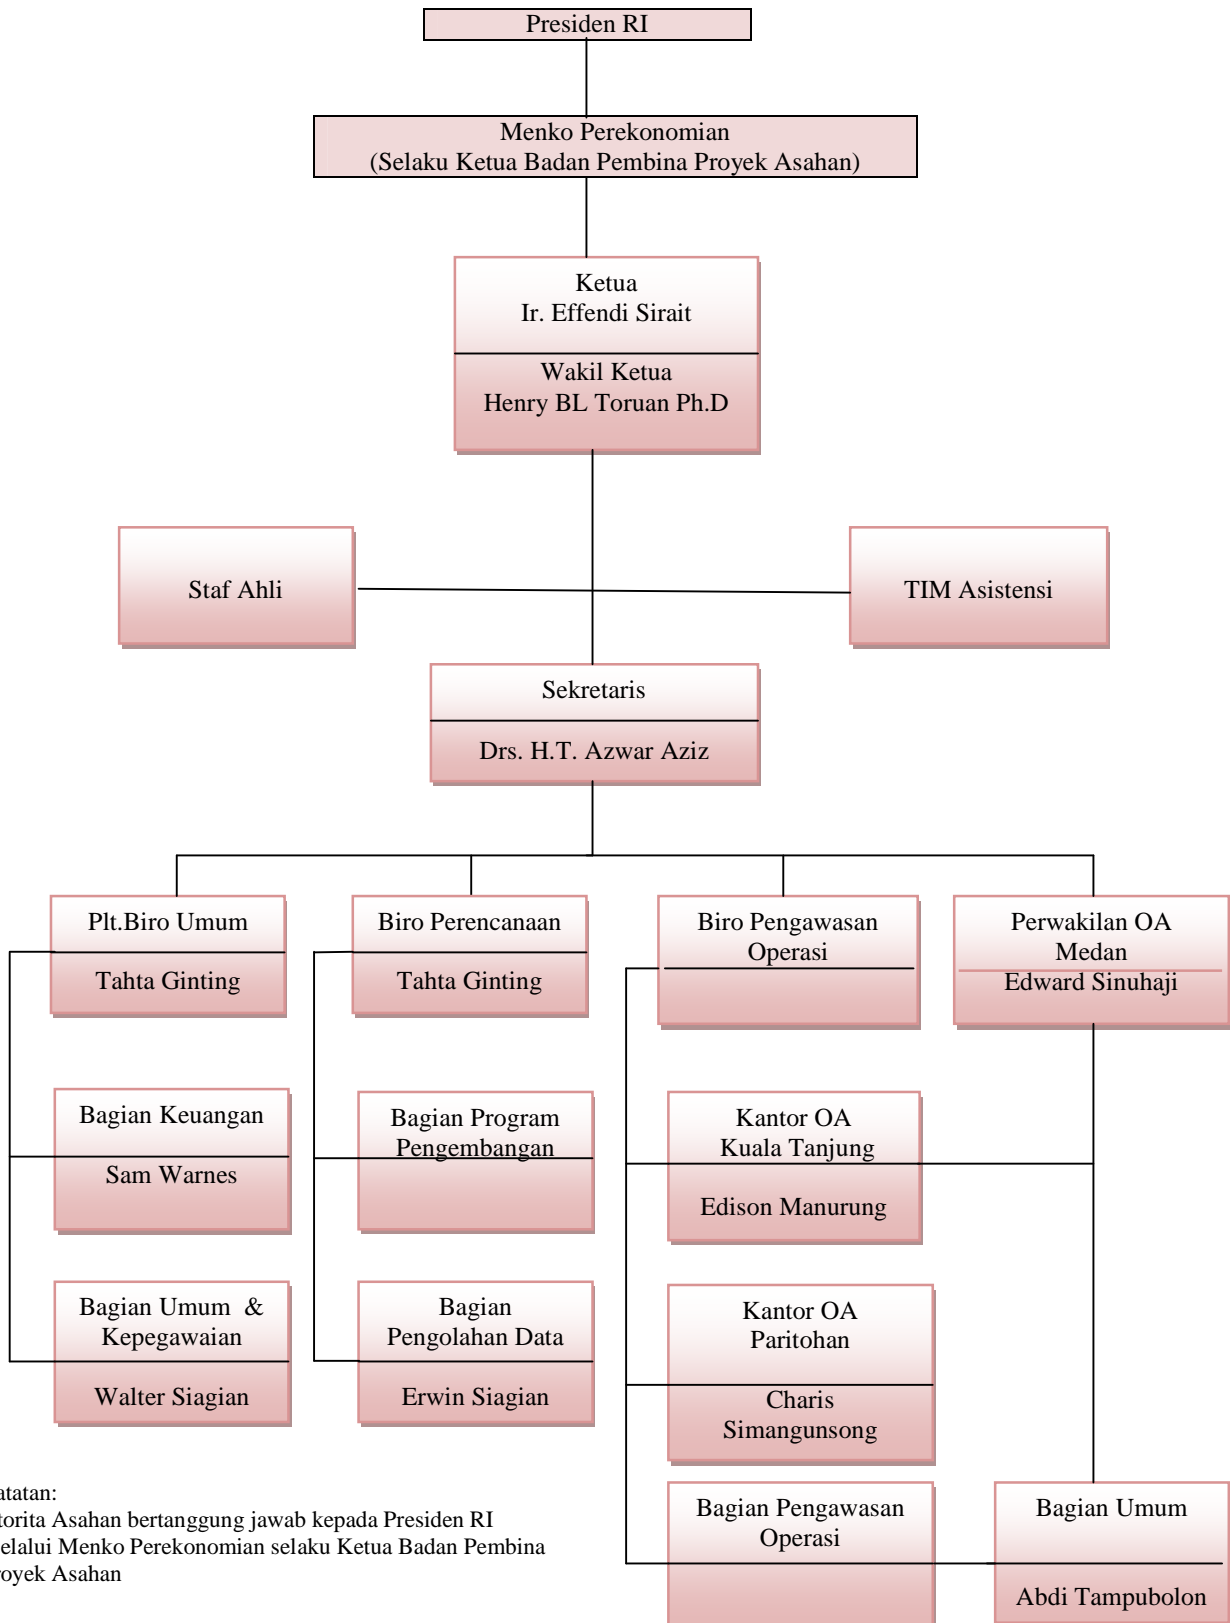 Presiden RI
Menko Perekonomian
(Selaku Ketua Badan Pembina Proyek Asahan)
Ketua
Ir. Effendi Sirait
Wakil Ketua
Henry BL Toruan Ph.D
Staf Ahli
TIM Asistensi
Sekretaris
Drs. H.T. Azwar Aziz
Plt.Biro Umum
Tahta Ginting
Biro Perencanaan
Tahta Ginting
Biro Pengawasan
Operasi
Perwakilan OA
Medan
Edward Sinuhaji
Bagian Keuangan
Sam Warnes
Bagian Program
Pengembangan
Kantor OA
Kuala Tanjung
Edison Manurung
Bagian Umum &
Kepegawaian
Walter Siagian
Bagian
Pengolahan Data
Erwin Siagian
Kantor OA
Paritohan
Charis
Simangunsong
Bagian Pengawasan
Operasi
Bagian Umum
Abdi Tampubolon
atatan:
torita Asahan bertanggung jawab kepada Presiden RI
elalui Menko Perekonomian selaku Ketua Badan Pembina
royek Asahan